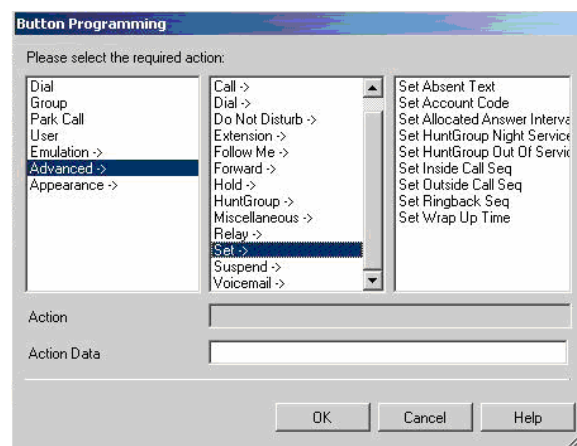 Button Programming
Please select the required action:
Dial
Group
Park Call
User
Emulation ->
Advanced ->
Appearance ->
Call ->
Dial ->
Do Not Disturb ->
Extension ->
Follow Me ->
Forward ->
Hold ->
HuntGroup ->
Miscellaneous ->
Relay ->
Set ->
Suspend ->
Voicemail ->
Set Absent Text
Set Account Code
Set Allocated Answer Interva
Set HuntGroup Night Service
Set HuntGroup Out Of Servic
Set Inside Call Seq
Set Outside Call Seq
Set Ringback Seq
Set Wrap Up Time
Action
Action Data
OK
Cancel
Help